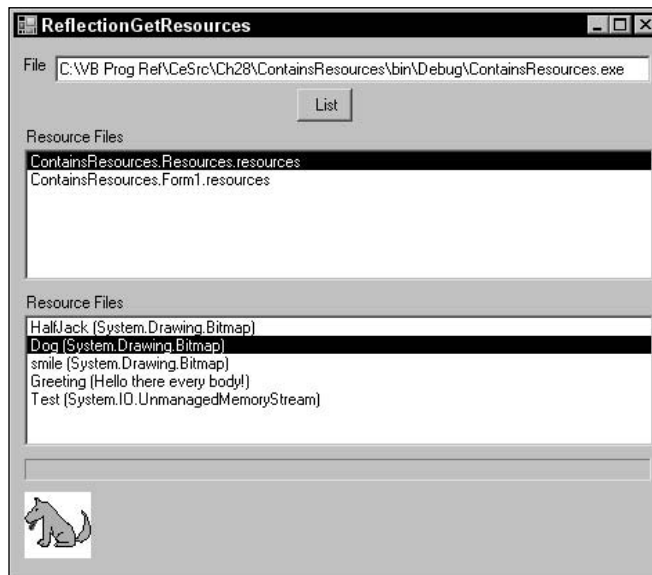 ReflectionGetResources
File C:\VB Prog Ref\CeSrc\Ch28\ContainsResources\bin\Debug\ContainsResources.exe
List
Resource Files
ContainsResources.Resources.resources
ContainsResources.Form1.resources
Resource Files
HalfJack (System.Drawing.Bitmap)
Dog (System.Drawing.Bitmap)
smile (System.Drawing.Bitmap)
Greeting (Hello there every body!)
Test (System.IO.UnmanagedMemoryStream)